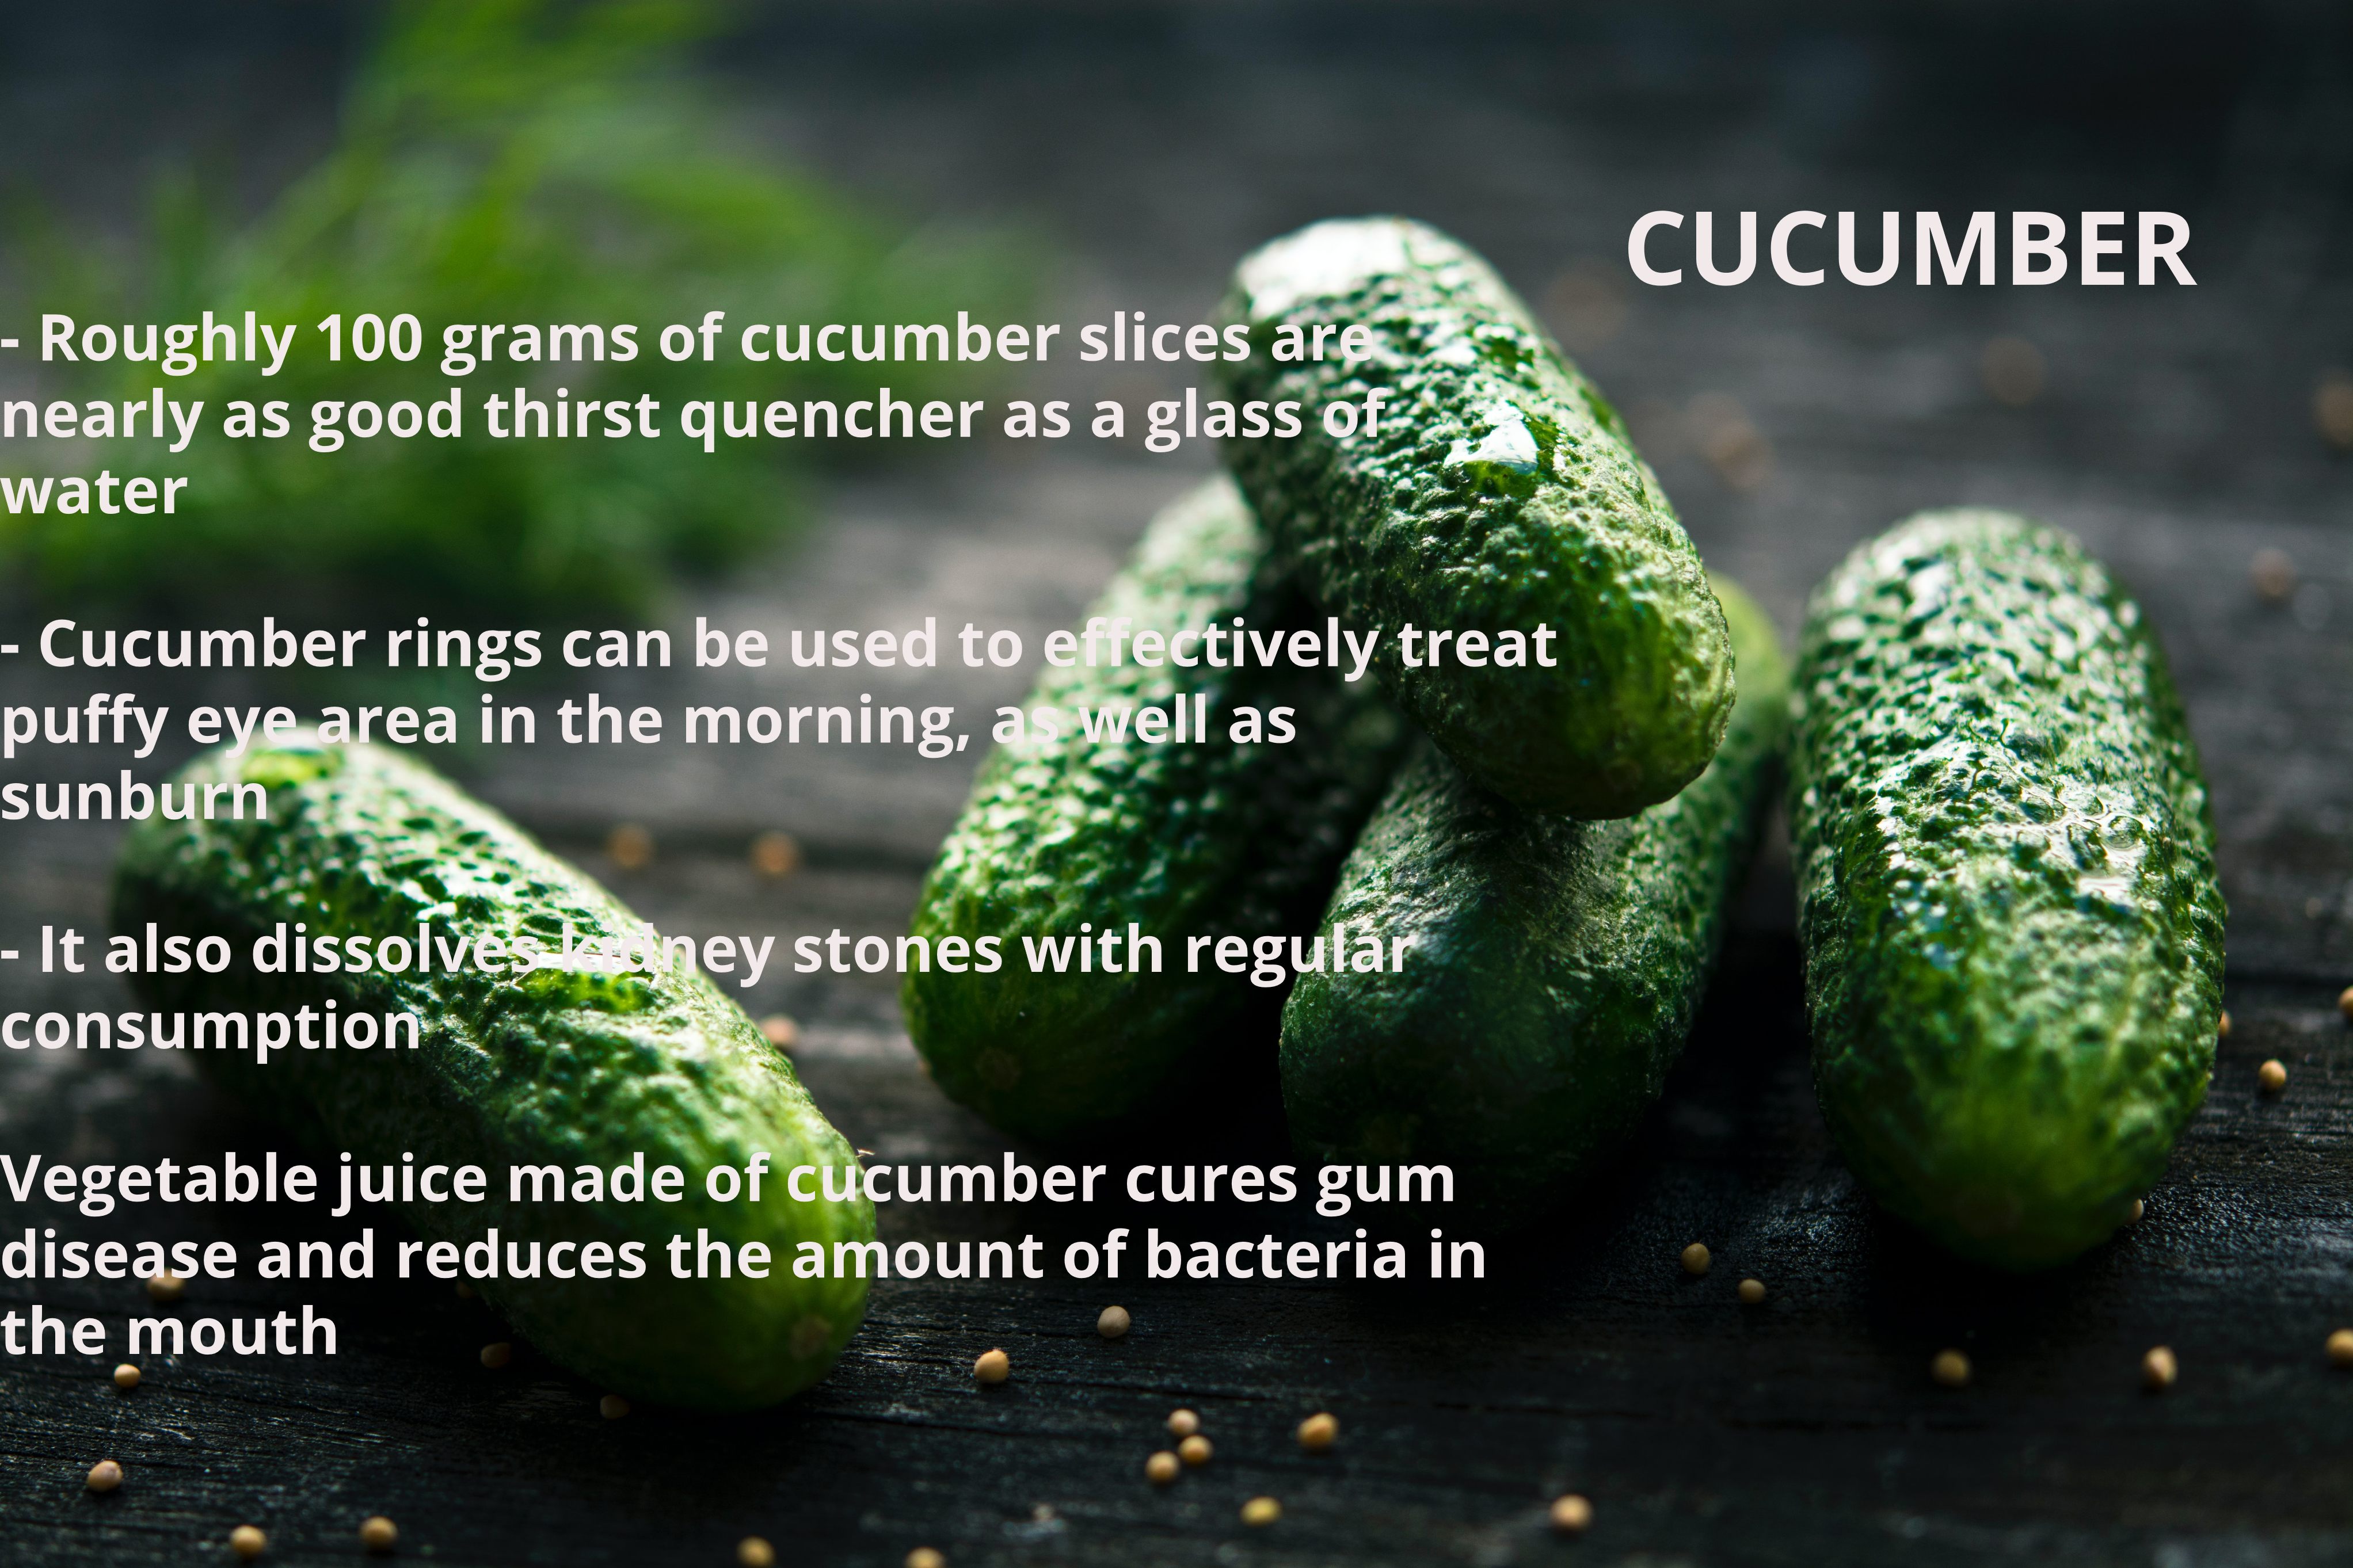 CUCUMBER
- Roughly 100 grams of cucumber slices are
nearly as good thirst quencher as a glass of
water
- Cucumber rings can be used to effectively treat
puffy eye area in the morning, as well as
sunburn
- It also dissolves kidney stones with regular
consumption
Vegetable juice made of cucumber cures gum
disease and reduces the amount of bacteria in
the mouth